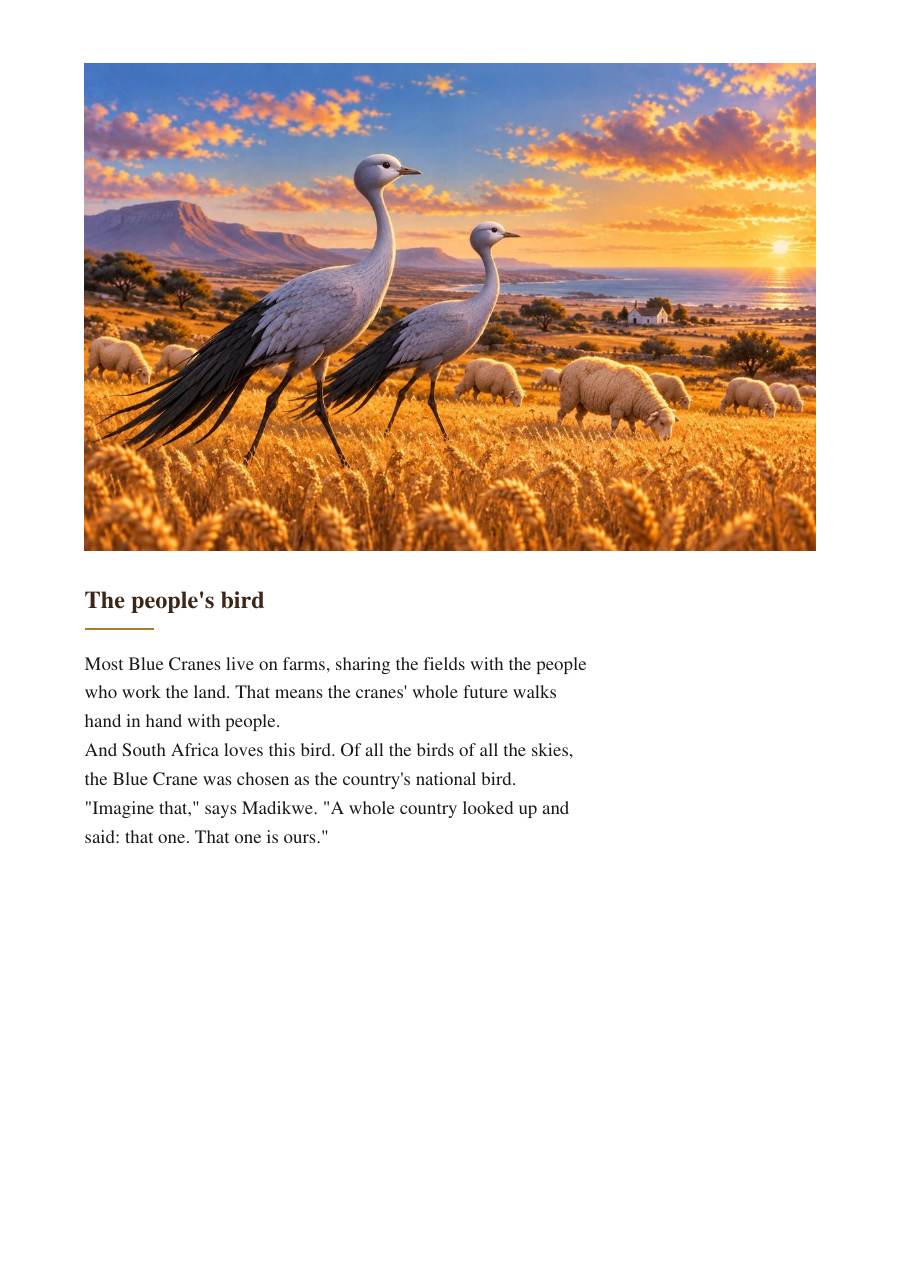 The people's bird
Most Blue Cranes live on farms, sharing the fields with the people
who work the land. That means the cranes' whole future walks
hand in hand with people.
And South Africa loves this bird. Of all the birds of all the skies,
the Blue Crane was chosen as the country's national bird.
"Imagine that," says Madikwe. "A whole country looked up and
said: that one. That one is ours."